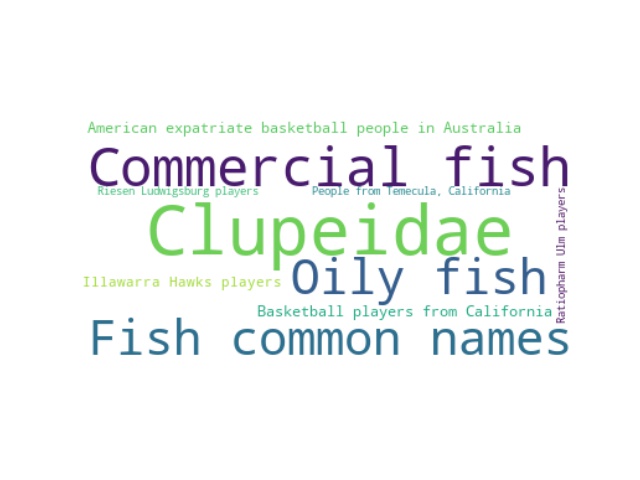 American expatriate basketball people in Australia
Commercial fish
Riesen Ludwigsburg players
People from Temecula, California
Clupeidae
Ratiopharm Ulm players
Oily fish
Illawarra Hawks players
Basketball players from California
Fish common names